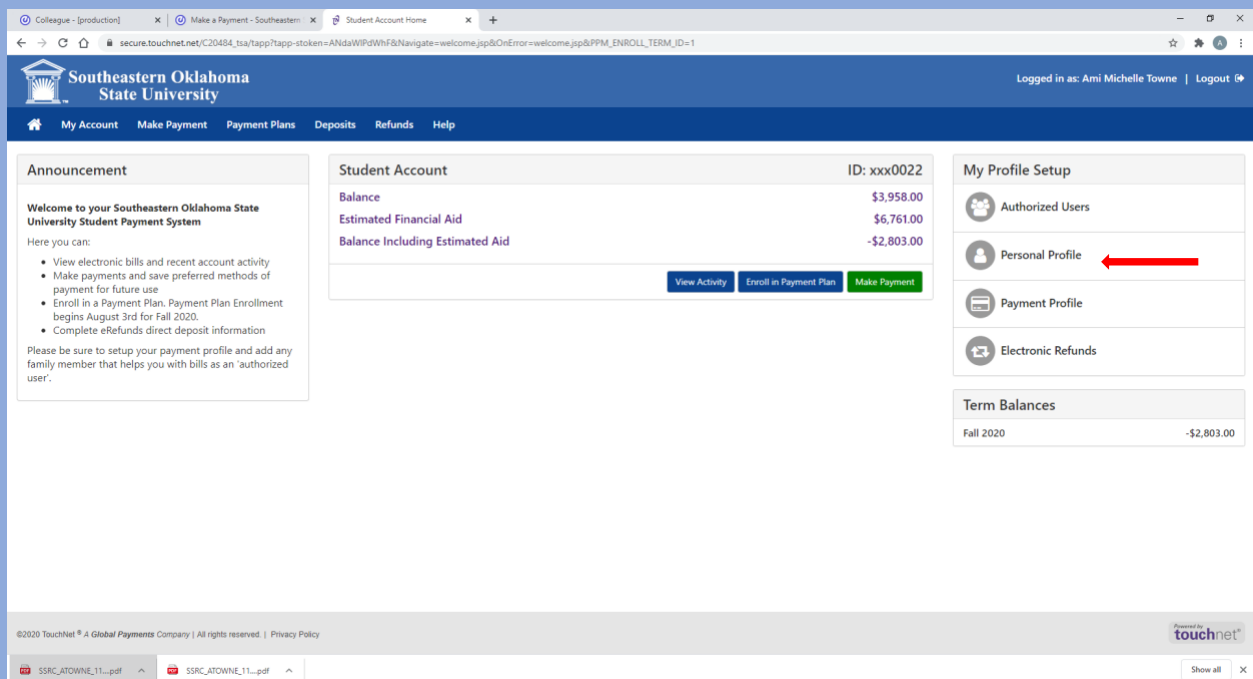 Colleague - [production]
Make a Payment - Southeastern
Student Account Home
secure.touchnet.net/C20484_tsa/tapp?tapp-stoken=ANdaWIPdWhF&Navigate=welcome.jsp&OnError=welcome.jsp&PPM_ENROLL_TERM_ID=1
A
Southeastern Oklahoma
State University
Logged in as: Ami Michelle Towne | Logout
My Account Make Payment Payment Plans Deposits Refunds Help
Announcement
Welcome to your Southeastern Oklahoma State
University Student Payment System
Here you can:
• View electronic bills and recent account activity
• Make payments and save preferred methods of
payment for future use
• Enroll in a Payment Plan. Payment Plan Enrollment
begins August 3rd for Fall 2020.
• Complete eRefunds direct deposit information
Please be sure to setup your payment profile and add any
family member that helps you with bills as an 'authorized
user'.
Student Account ID: xxx0022
Balance $3,958.00
Estimated Financial Aid $6,761.00
Balance Including Estimated Aid -$2,803.00
View Activity Enroll in Payment Plan Make Payment
My Profile Setup
Authorized Users
Personal Profile
Payment Profile
Electronic Refunds
Term Balances
Fall 2020 -$2,803.00
©2020 TouchNet ® A Global Payments Company | All rights reserved. | Privacy Policy
Powered by
touchnet®
SSRC_ATOWNE_11....pdf
SSRC_ATOWNE_11....pdf
Show all